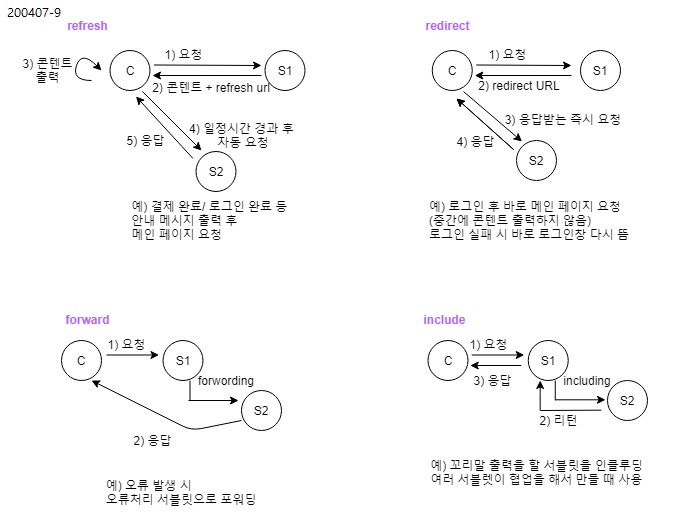 200407-9
refresh
3) 콘텐트
출력
C
1) 요청
S1
2) 콘텐트 + refresh url
4) 일정시간 경과 후
자동 요청
5) 응답
S2
예) 결제 완료/ 로그인 완료 등
안내 메시지 출력 후
메인 페이지 요청
redirect
C
1) 요청
S1
2) redirect URL
3) 응답받는 즉시 요청
4) 응답
S2
예) 로그인 후 바로 메인 페이지 요청
(중간에 콘텐트 출력하지 않음)
로그인 실패 시 바로 로그인창 다시 뜸
forward
C
1) 요청
S1
forwording
S2
2) 응답
예) 오류 발생 시
오류처리 서블릿으로 포워딩
include
C
1) 요청
S1
3) 응답
including
S2
2) 리턴
예) 꼬리말 출력을 할 서블릿을 인클루딩
여러 서블렛이 협업을 해서 만들 때 사용